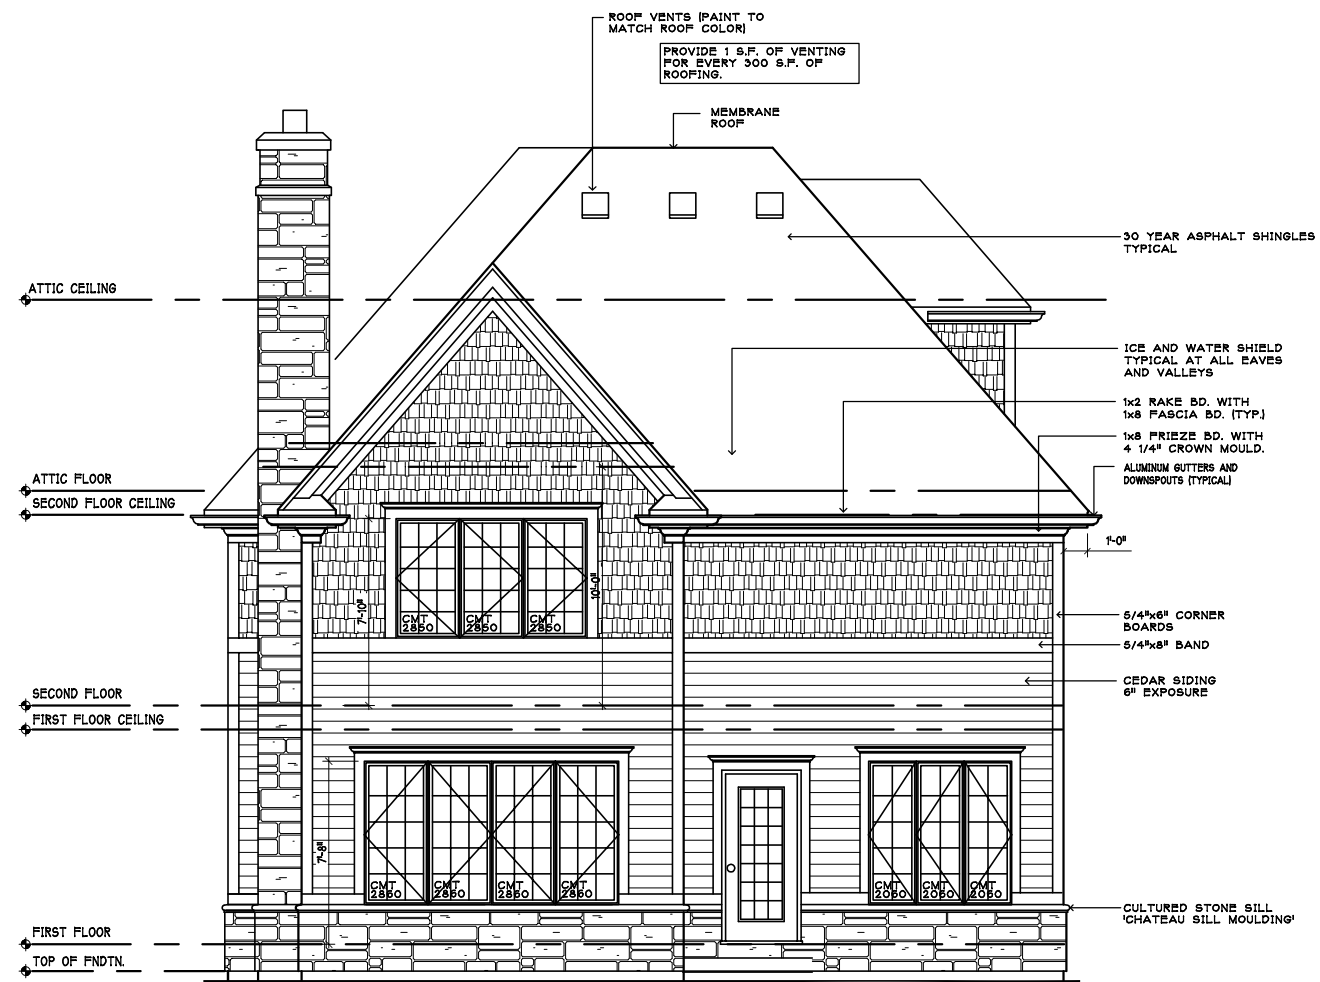 ROOF VENTS (PAINT TO
MATCH ROOF COLOR)
PROVIDE 1 S.F. OF VENTING
FOR EVERY 300 S.F. OF
ROOFING.
MEMBRANE
ROOF
30 YEAR ASPHALT SHINGLES
TYPICAL
ATTIC CEILING
ICE AND WATER SHIELD
TYPICAL AT ALL EAVES
AND VALLEYS
1x2 RAKE BD. WITH
1x8 FASCIA BD. (TYP.)
1x8 FRIEZE BD. WITH
4 1/4" CROWN MOULD.
ALUMINUM GUTTERS AND
DOWNSPOUTS (TYPICAL)
ATTIC FLOOR
SECOND FLOOR CEILING
1'-0"
7'-10"
10'-0"
CMT
2850
CMT
2850
CMT
2850
5/4"x6" CORNER
BOARDS
5/4"x8" BAND
CEDAR SIDING
6" EXPOSURE
SECOND FLOOR
FIRST FLOOR CEILING
7'-8"
CMT
2860
CMT
2860
CMT
2860
CMT
2860
CMT
2060
CMT
2060
CMT
2060
CULTURED STONE SILL
'CHATEAU SILL MOULDING'
FIRST FLOOR
TOP OF FNDTN.